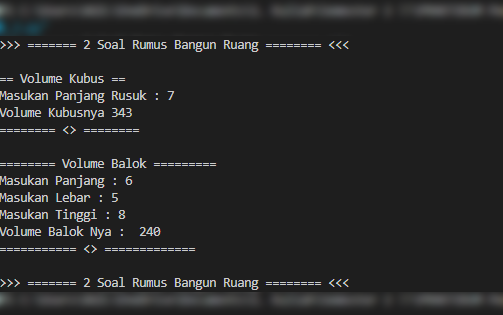 >>> ======= 2 Soal Rumus Bangun Ruang ======== <<<
== Volume Kubus ==
Masukan Panjang Rusuk : 7
Volume Kubusnya 343
======== <> ========
======== Volume Balok =========
Masukan Panjang : 6
Masukan Lebar : 5
Masukan Tinggi : 8
Volume Balok Nya :  240
=========== <> =============
>>> ======= 2 Soal Rumus Bangun Ruang ======== <<<